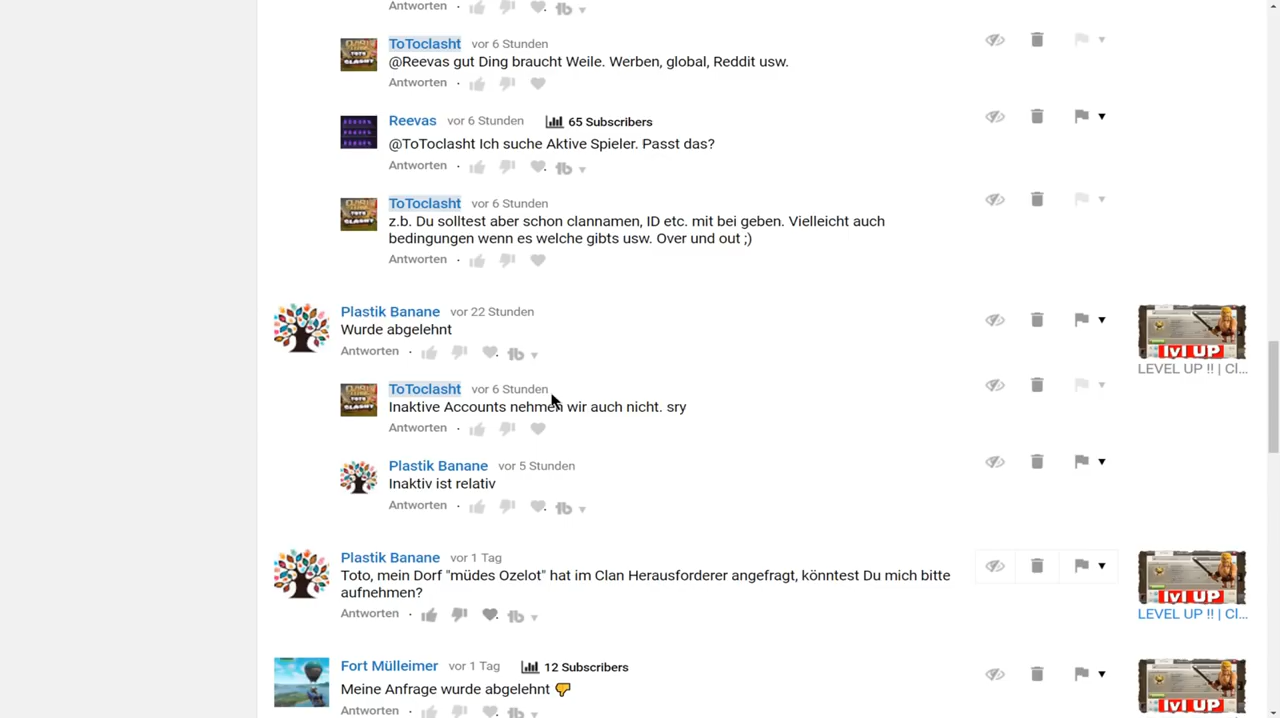 Antworten ·
ToToclasht vor 6 Stunden
@Reevas gut Ding braucht Weile. Werben, global, Reddit usw.
Antworten ·
Reevas vor 6 Stunden 65 Subscribers
@ToToclasht Ich suche Aktive Spieler. Passt das?
Antworten ·
ToToclasht vor 6 Stunden
z.b. Du solltest aber schon clannamen, ID etc. mit bei geben. Vielleicht auch
bedingungen wenn es welche gibts usw. Over und out ;)
Antworten ·
Plastik Banane vor 22 Stunden
Wurde abgelehnt
Antworten ·
lvl UP
LEVEL UP !! | Cl...
ToToclasht vor 6 Stunden
Inaktive Accounts nehmen wir auch nicht. sry
Antworten ·
Plastik Banane vor 5 Stunden
Inaktiv ist relativ
Antworten ·
Plastik Banane vor 1 Tag
Toto, mein Dorf "müdes Ozelot" hat im Clan Herausforderer angefragt, könntest Du mich bitte
aufnehmen?
Antworten ·
lvl UP
LEVEL UP !! | Cl...
Fort Mülleimer vor 1 Tag 12 Subscribers
Meine Anfrage wurde abgelehnt 👎
Antworten ·
lvl UP